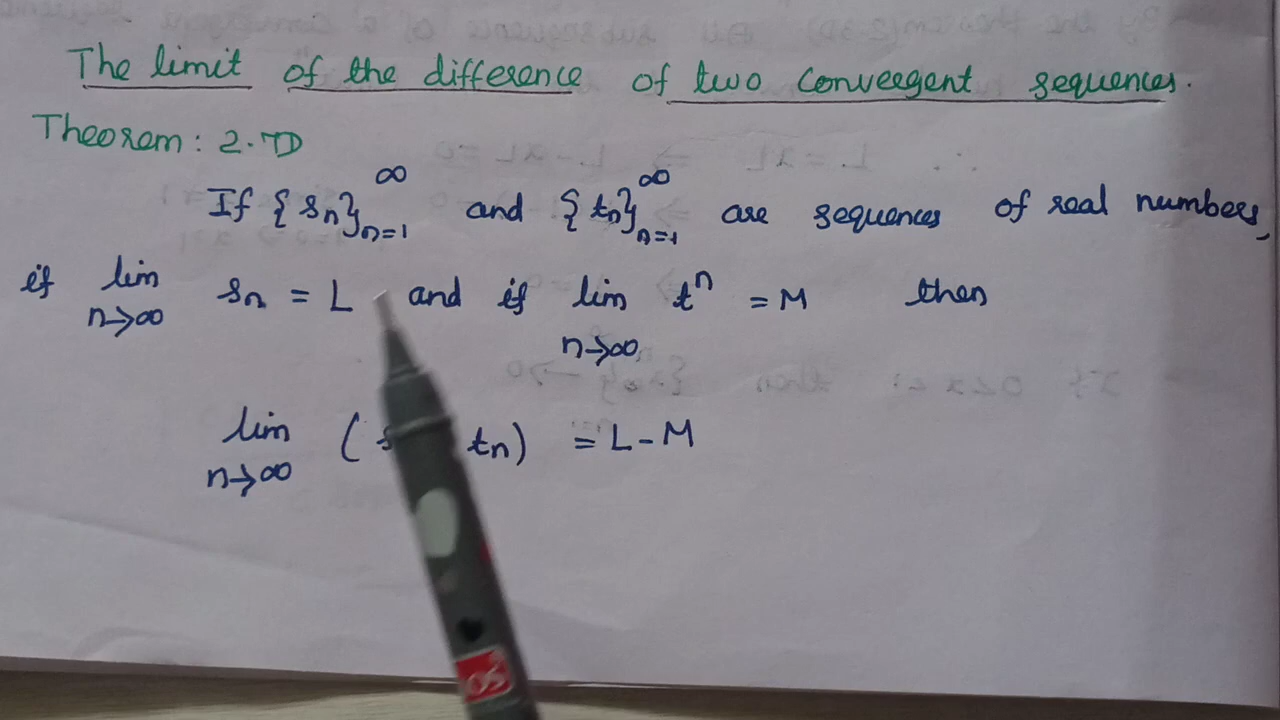 The limit of the difference of two convergent sequences.
Theorem: 2.7D
If {sn}∞n=1 and {tn}∞n=1 are sequences of real numbers,
if lim n→∞ sn = L and if lim n→∞ tⁿ = M then
lim n→∞ ( tn) = L - M